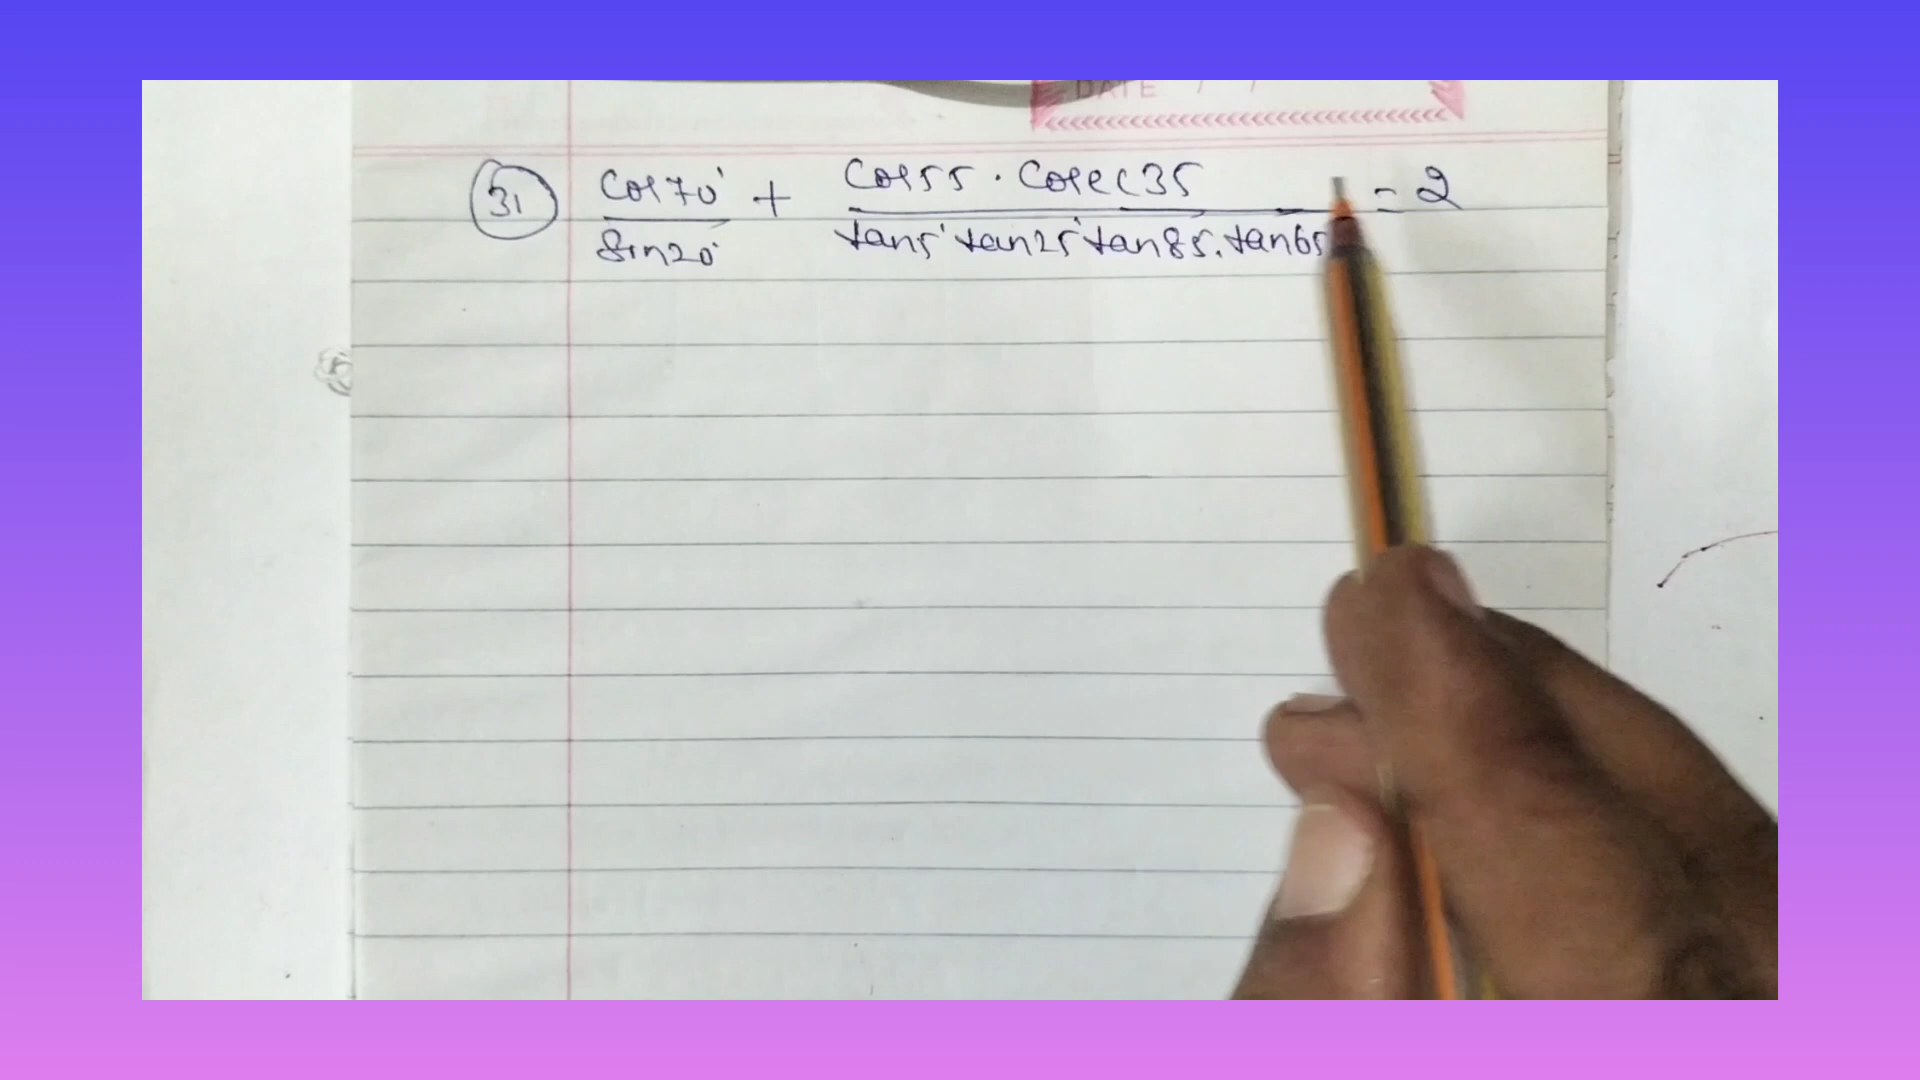 DATE / /
31 cos70° + cos55 · cosec35 = 2
sin20° tan5° tan25° tan85. tan65